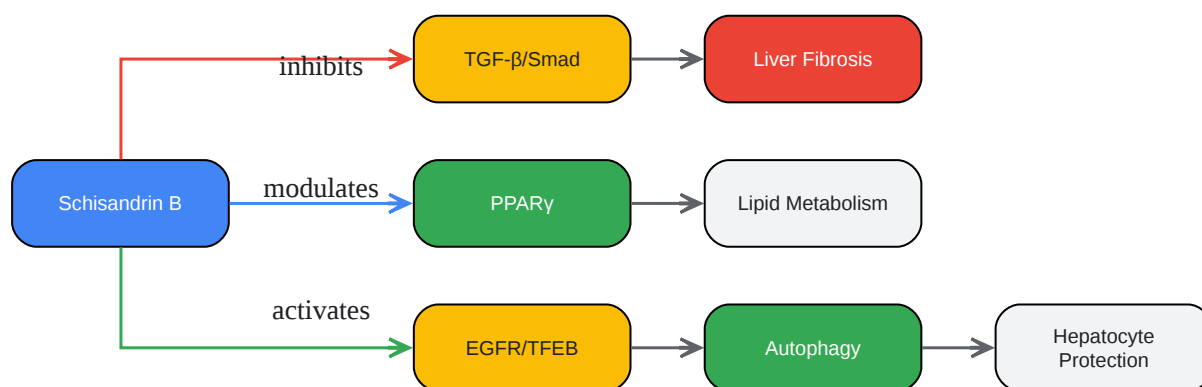 inhibits
TGF-β/Smad
Liver Fibrosis
Schisandrin B
modulates
PPARγ
Lipid Metabolism
activates
EGFR/TFEB
Autophagy
Hepatocyte
Protection